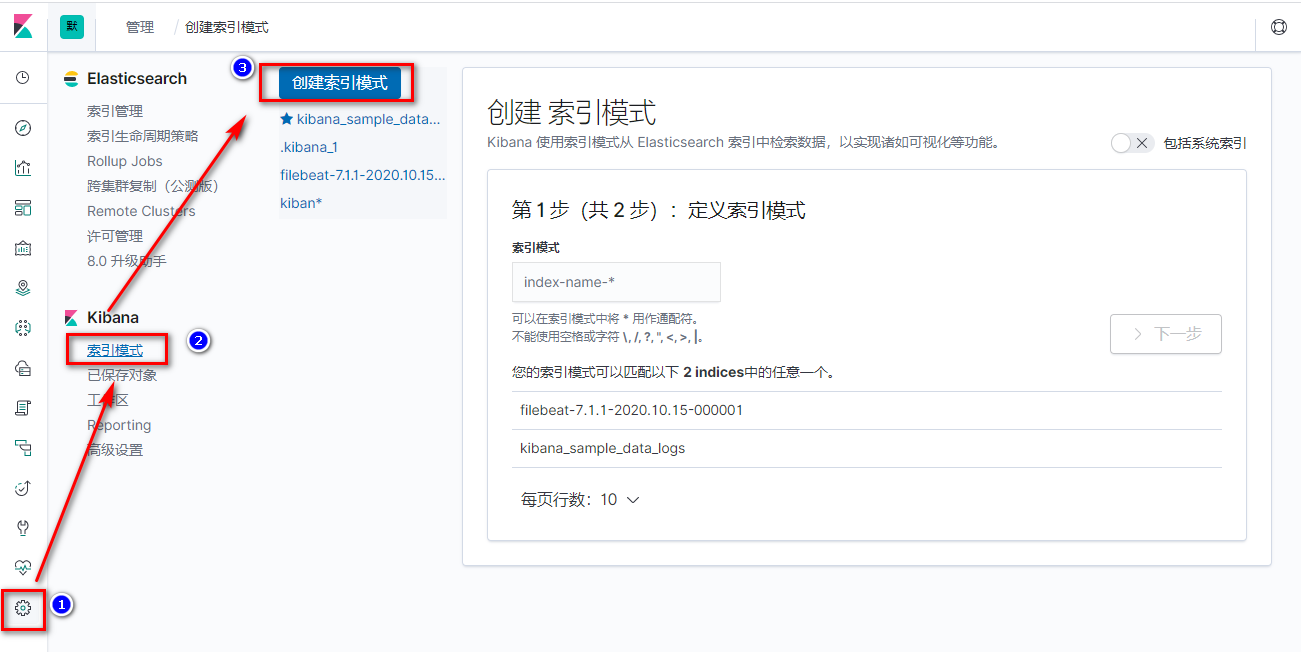 默
管理 / 创建索引模式
Elasticsearch
索引管理
索引生命周期策略
Rollup Jobs
跨集群复制（公测版）
Remote Clusters
许可管理
8.0 升级助手
Kibana
索引模式
已保存对象
工作区
Reporting
高级设置
1
2
3
创建索引模式
kibana_sample_data...
.kibana_1
filebeat-7.1.1-2020.10.15...
kiban*
创建 索引模式
Kibana 使用索引模式从 Elasticsearch 索引中检索数据，以实现诸如可视化等功能。
包括系统索引
第 1 步（共 2 步）：定义索引模式
索引模式
index-name-*
可以在索引模式中将 * 用作通配符。
不能使用空格或字符 \, /, ?, ", <, >, |。
下一步
您的索引模式可以匹配以下 2 indices中的任意一个。
filebeat-7.1.1-2020.10.15-000001
kibana_sample_data_logs
每页行数：10